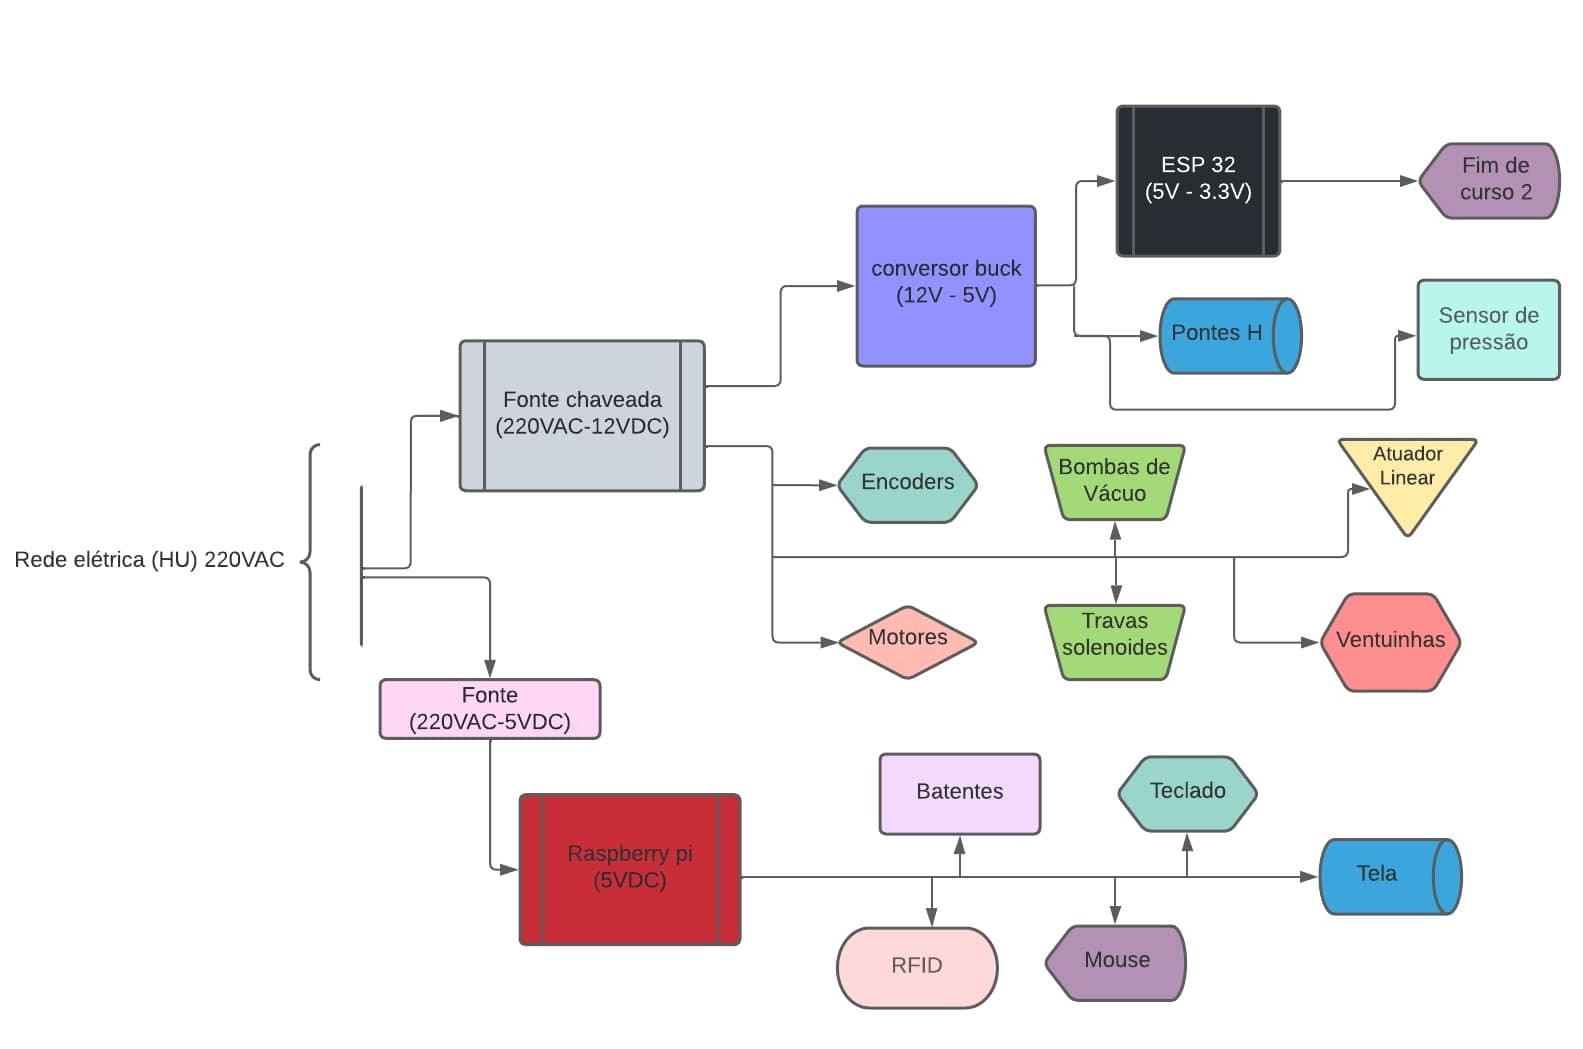 ESP 32
(5V - 3.3V)
Fim de
curso 2
conversor buck
(12V - 5V)
Pontes H
Sensor de
pressão
Fonte chaveada
(220VAC-12VDC)
Encoders
Bombas de
Vácuo
Atuador
Linear
Rede elétrica (HU) 220VAC
Motores
Travas
solenoides
Ventuinhas
Fonte
(220VAC-5VDC)
Batentes
Teclado
Raspberry pi
(5VDC)
Tela
RFID
Mouse